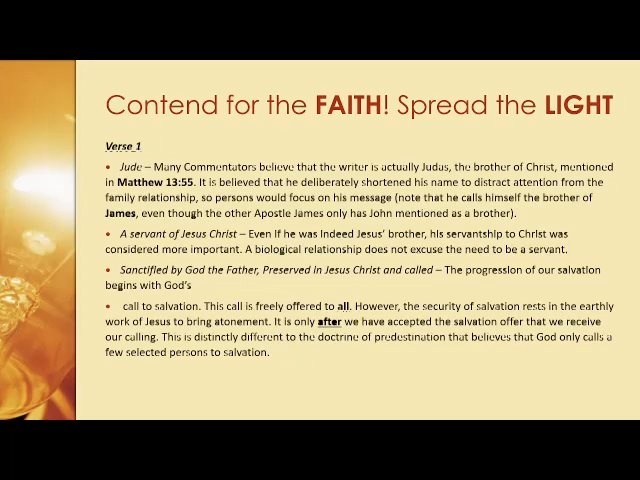 Contend for the FAITH! Spread the LIGHT
Verse 1
• Jude – Many Commentators believe that the writer is actually Judas, the brother of Christ, mentioned
in Matthew 13:55. It is believed that he deliberately shortened his name to distract attention from the
family relationship, so persons would focus on his message (note that he calls himself the brother of
James, even though the other Apostle James only has John mentioned as a brother).
• A servant of Jesus Christ – Even if he was indeed Jesus' brother, his servantship to Christ was
considered more important. A biological relationship does not excuse the need to be a servant.
• Sanctified by God the Father, Preserved in Jesus Christ and called – The progression of our salvation
begins with God's
• call to salvation. This call is freely offered to all. However, the security of salvation rests in the earthly
work of Jesus to bring atonement. It is only after we have accepted the salvation offer that we receive
our calling. This is distinctly different to the doctrine of predestination that believes that God only calls a
few selected persons to salvation.